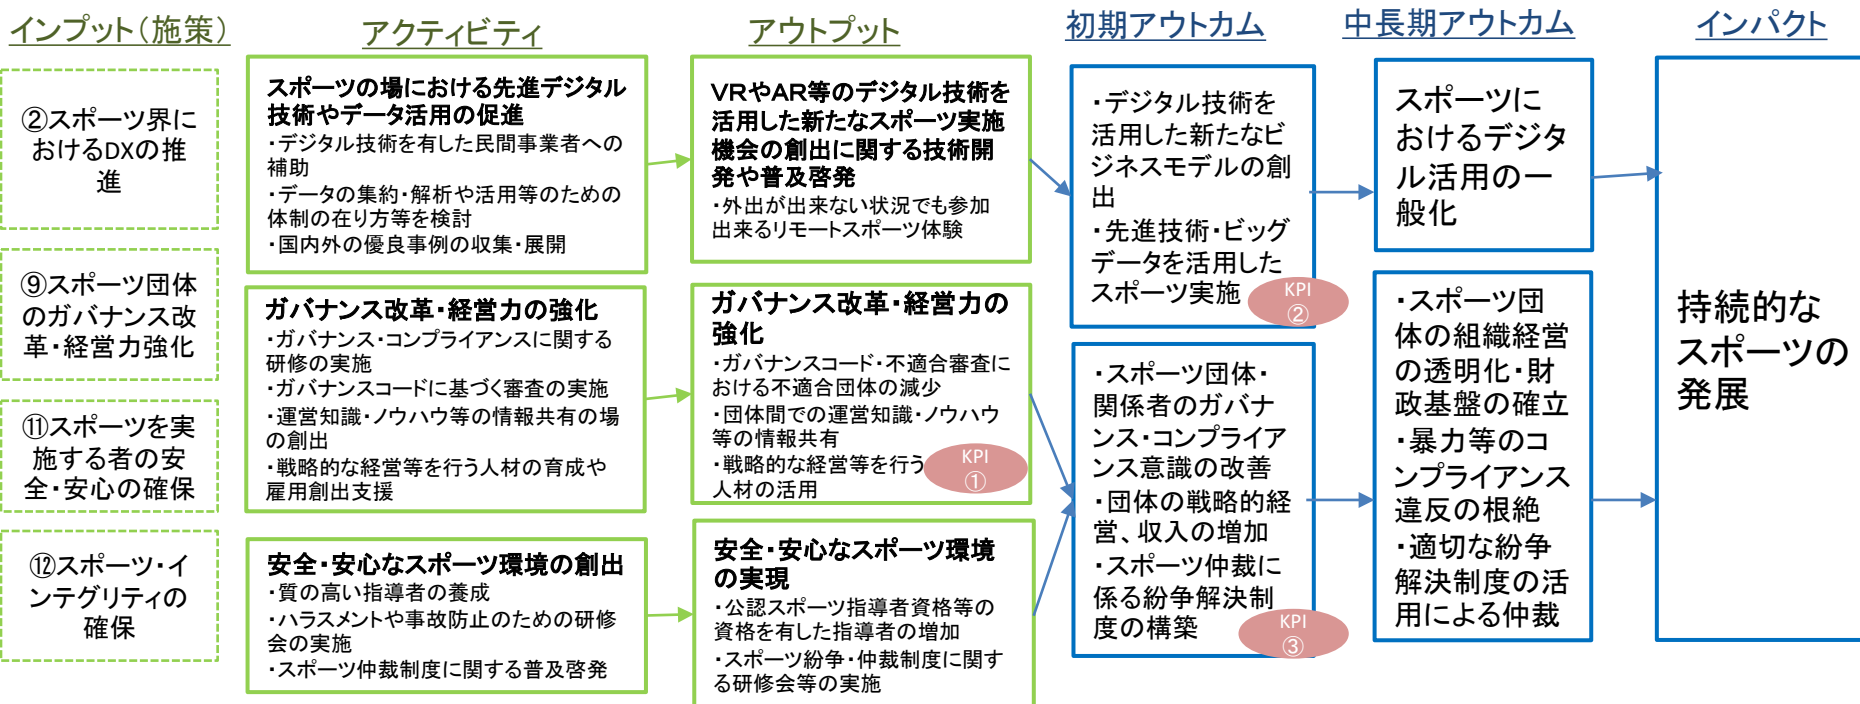 インプット（施策）
アクティビティ
アウトプット
初期アウトカム
中長期アウトカム
インパクト
②スポーツ界に
おけるDXの推
進
⑨スポーツ団体
のガバナンス改
革・経営力強化
⑪スポーツを実
施する者の安
全・安心の確保
⑫スポーツ・イ
ンテグリティの
確保
スポーツの場における先進デジタル
技術やデータ活用の促進
・デジタル技術を有した民間事業者への
補助
・データの集約・解析や活用等のための
体制の在り方等を検討
・国内外の優良事例の収集・展開
ガバナンス改革・経営力の強化
・ガバナンス・コンプライアンスに関する
研修の実施
・ガバナンスコードに基づく審査の実施
・運営知識・ノウハウ等の情報共有の場
の創出
・戦略的な経営等を行う人材の育成や
雇用創出支援
安全・安心なスポーツ環境の創出
・質の高い指導者の養成
・ハラスメントや事故防止のための研修
会の実施
・スポーツ仲裁制度に関する普及啓発
VRやAR等のデジタル技術を
活用した新たなスポーツ実施
機会の創出に関する技術開
発や普及啓発
・外出が出来ない状況でも参加
出来るリモートスポーツ体験
ガバナンス改革・経営力の
強化
・ガバナンスコード・不適合審査に
おける不適合団体の減少
・団体間での運営知識・ノウハウ
等の情報共有
・戦略的な経営等を行う
人材の活用
KPI
①
安全・安心なスポーツ環境
の実現
・公認スポーツ指導者資格等の
資格を有した指導者の増加
・スポーツ紛争・仲裁制度に関す
る研修会等の実施
・デジタル技術を
活用した新たなビ
ジネスモデルの創
出
・先進技術・ビッグ
データを活用した
スポーツ実施
KPI
②
・スポーツ団体・
関係者のガバナ
ンス・コンプライア
ンス意識の改善
・団体の戦略的経
営、収入の増加
・スポーツ仲裁に
係る紛争解決制
度の構築
KPI
③
スポーツに
おけるデジタ
ル活用の一
般化
・スポーツ団
体の組織経営
の透明化・財
政基盤の確立
・暴力等のコ
ンプライアンス
違反の根絶
・適切な紛争
解決制度の活
用による仲裁
持続的な
スポーツの
発展